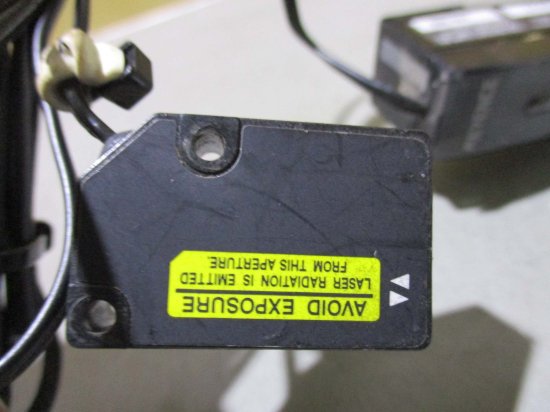 AVOID EXPOSURE
LASER RADIATION IS EMITTED
FROM THIS APERTURE.